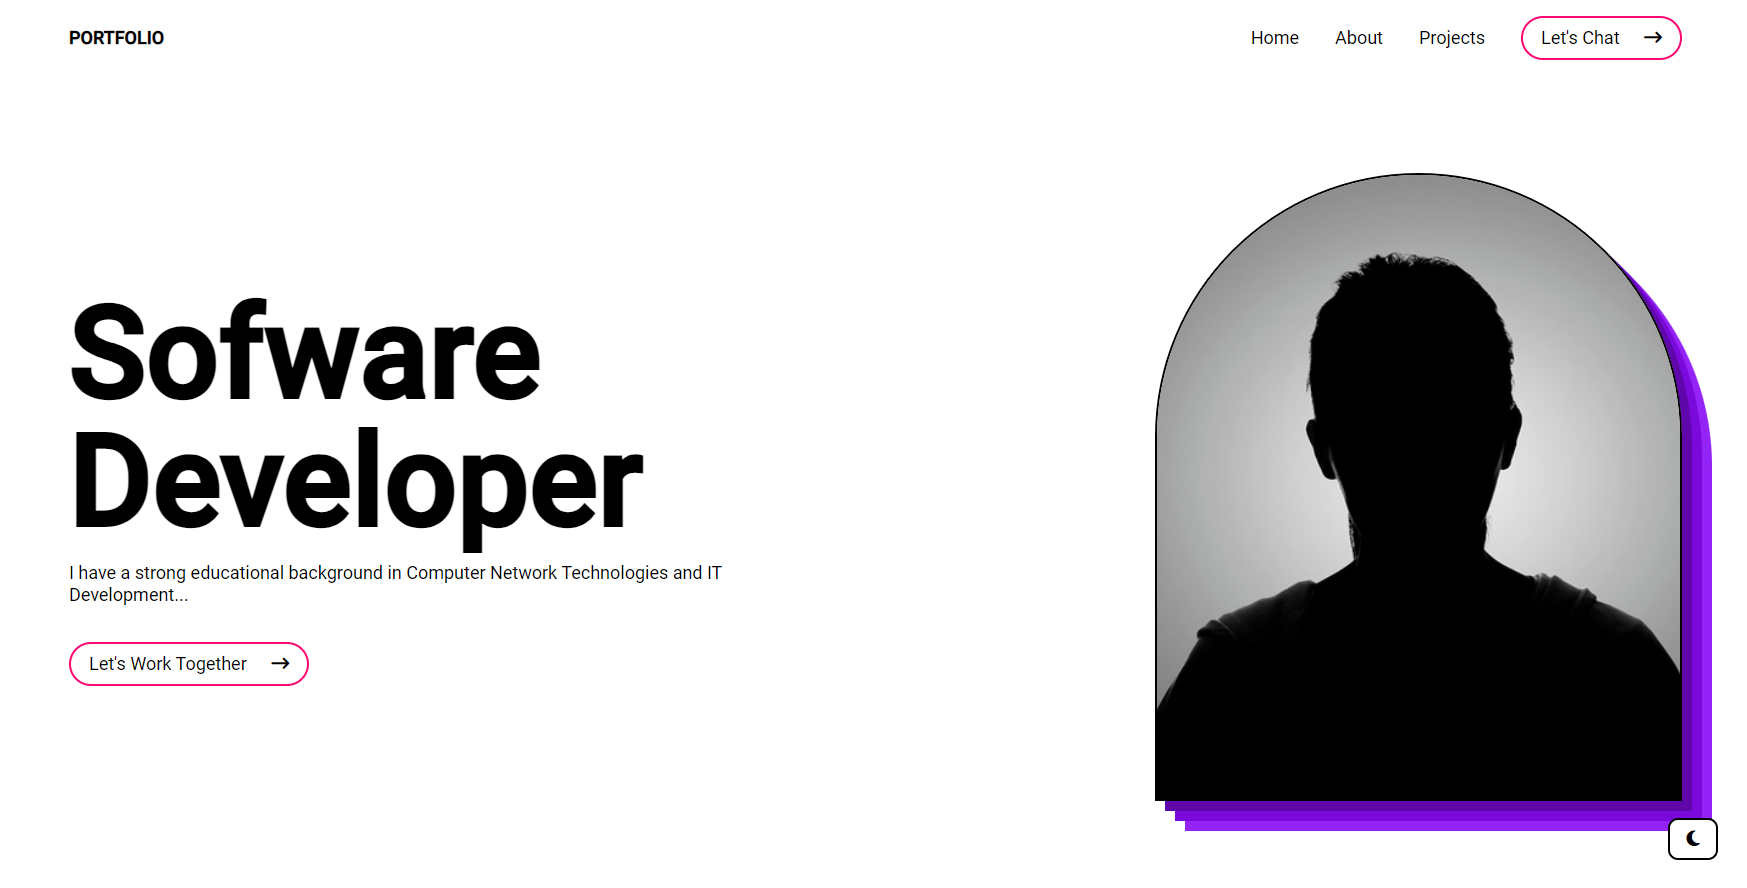 PORTFOLIO
Home About Projects Let's Chat
Sofware
Developer
I have a strong educational background in Computer Network Technologies and IT
Development...
Let's Work Together